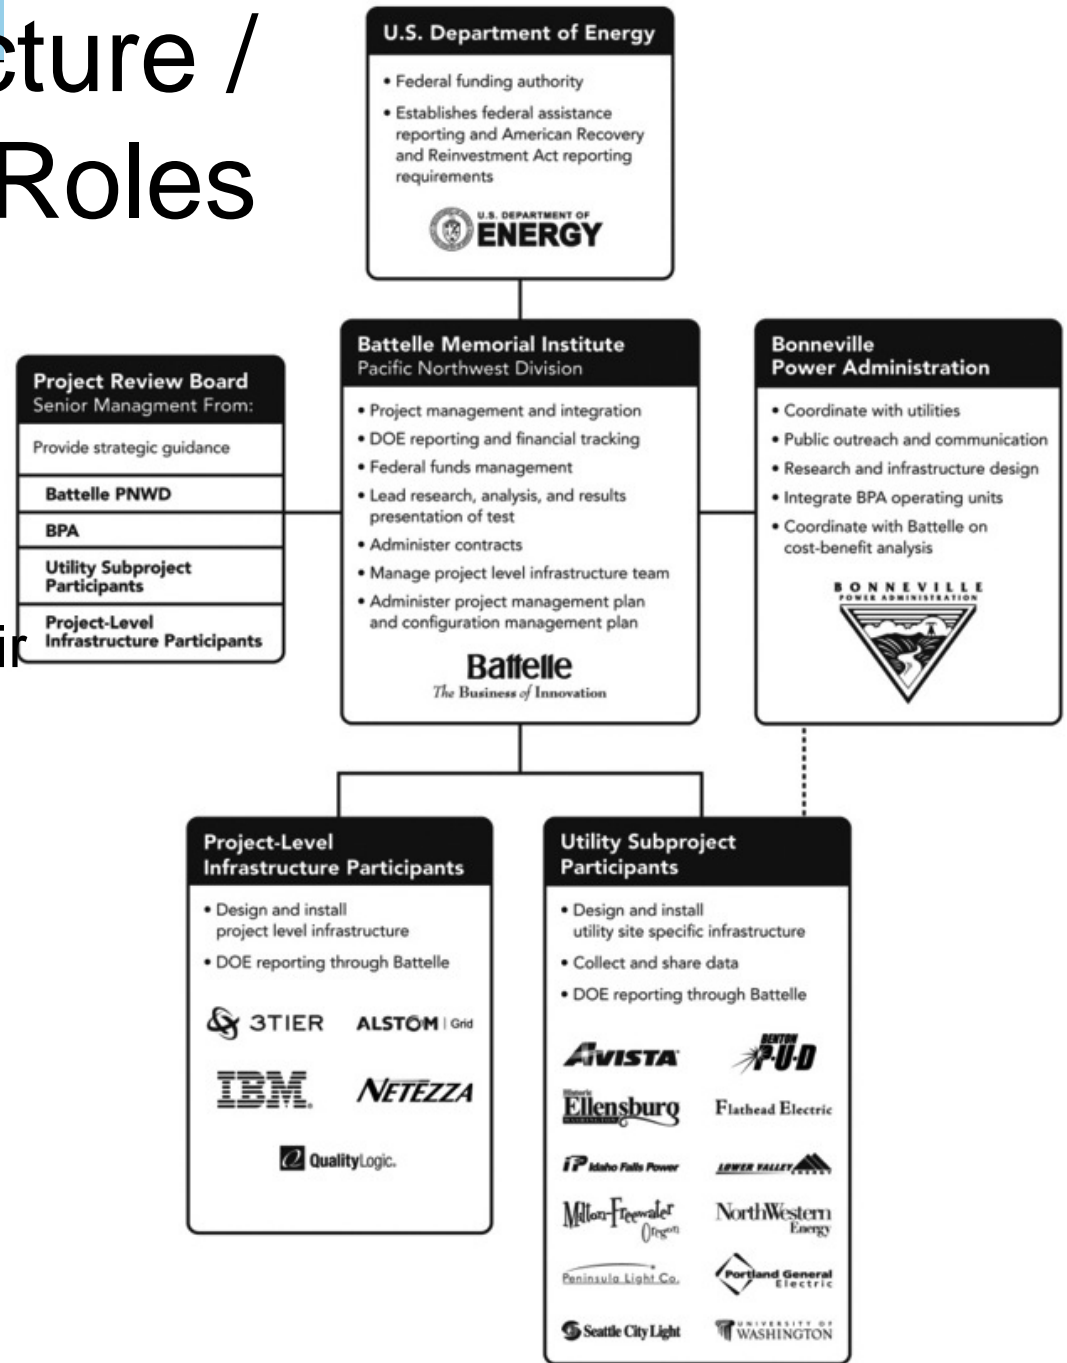 cture /
Roles
ir
U.S. Department of Energy
• Federal funding authority
• Establishes federal assistance
reporting and American Recovery
and Reinvestment Act reporting
requirements
U.S. DEPARTMENT OF
ENERGY
Project Review Board
Senior Managment From:
Provide strategic guidance
Battelle PNWD
BPA
Utility Subproject
Participants
Project-Level
Infrastructure Participants
Battelle Memorial Institute
Pacific Northwest Division
• Project management and integration
• DOE reporting and financial tracking
• Federal funds management
• Lead research, analysis, and results
presentation of test
• Administer contracts
• Manage project level infrastructure team
• Administer project management plan
and configuration management plan
Battelle
The Business of Innovation
Bonneville
Power Administration
• Coordinate with utilities
• Public outreach and communication
• Research and infrastructure design
• Integrate BPA operating units
• Coordinate with Battelle on
cost-benefit analysis
BONNEVILLE
POWER ADMINISTRATION
Project-Level
Infrastructure Participants
• Design and install
project level infrastructure
• DOE reporting through Battelle
3TIER
ALSTOM | Grid
IBM
NETEZZA
QualityLogic.
Utility Subproject
Participants
• Design and install
utility site specific infrastructure
• Collect and share data
• DOE reporting through Battelle
AVISTA
BENTON
P·U·D
Historic
Ellensburg
WASHINGTON
Flathead Electric
IP Idaho Falls Power
LOWER VALLEY
ENERGY
Milton-Freewater
Oregon
NorthWestern
Energy
Peninsula Light Co.
Portland General
Electric
Seattle City Light
UNIVERSITY OF
WASHINGTON